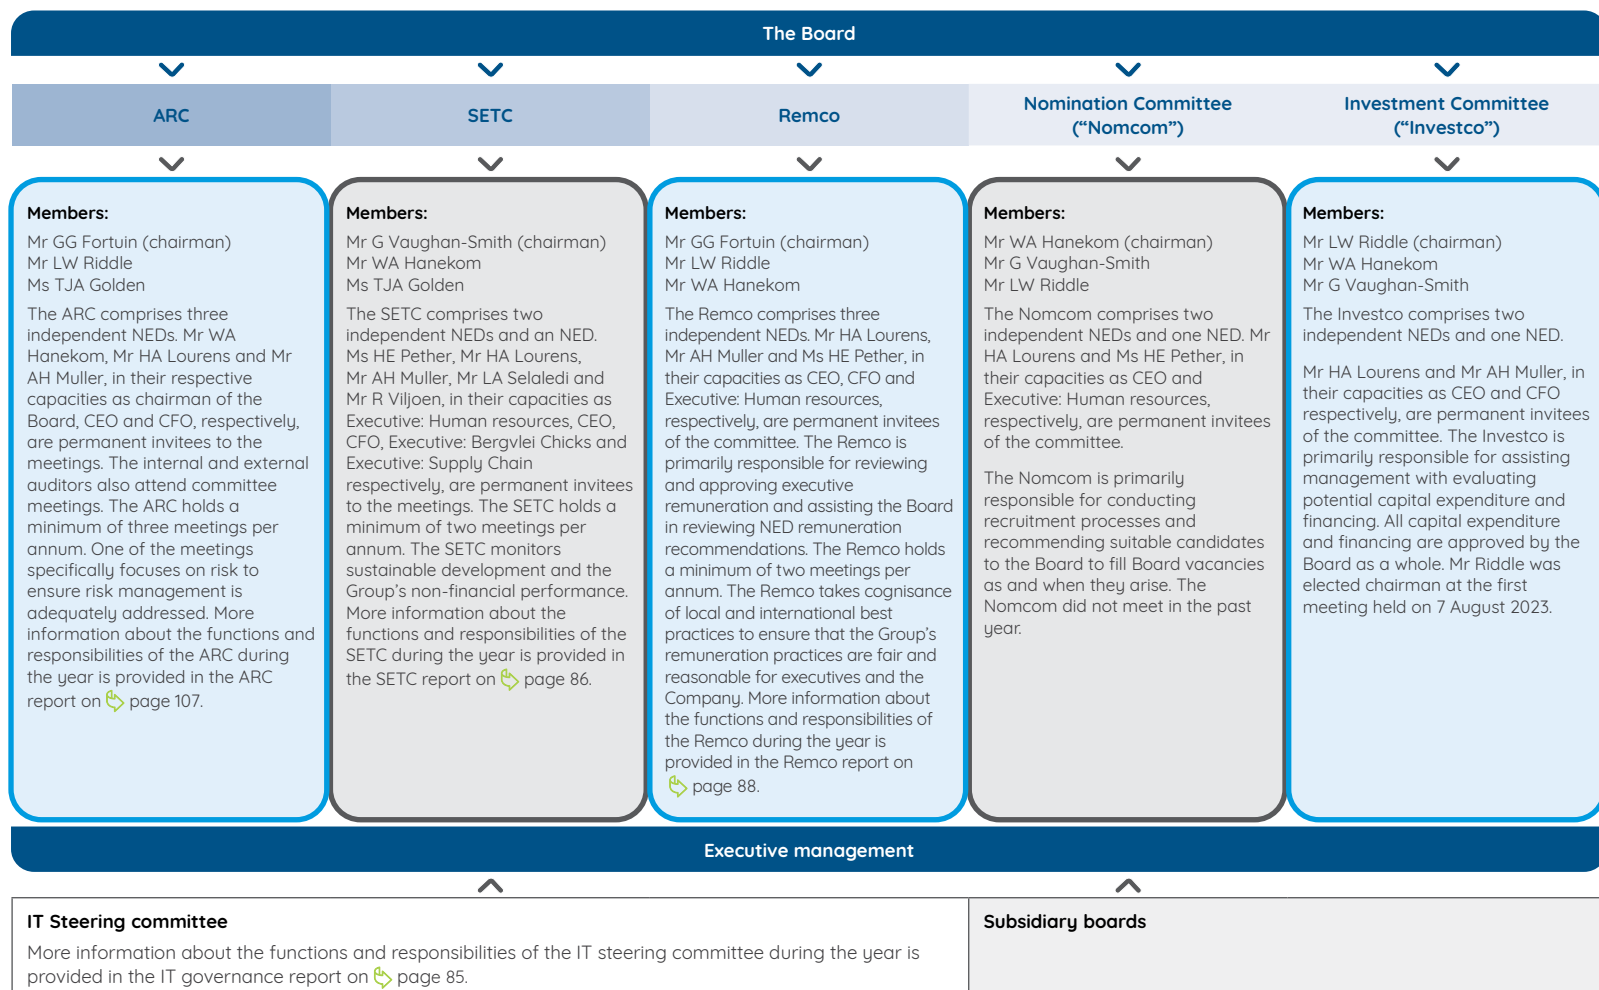 The Board
ARC
SETC
Remco
Nomination Committee
(“Nomcom”)
Investment Committee
(“Investco”)
Members:
Mr GG Fortuin (chairman)
Mr LW Riddle
Ms TJA Golden
The ARC comprises three
independent NEDs. Mr WA
Hanekom, Mr HA Lourens and Mr
AH Muller, in their respective
capacities as chairman of the
Board, CEO and CFO, respectively,
are permanent invitees to the
meetings. The internal and external
auditors also attend committee
meetings. The ARC holds a
minimum of three meetings per
annum. One of the meetings
specifically focuses on risk to
ensure risk management is
adequately addressed. More
information about the functions and
responsibilities of the ARC during
the year is provided in the ARC
report on page 107.
Members:
Mr G Vaughan-Smith (chairman)
Mr WA Hanekom
Ms TJA Golden
The SETC comprises two
independent NEDs and an NED.
Ms HE Pether, Mr HA Lourens,
Mr AH Muller, Mr LA Selaledi and
Mr R Viljoen, in their capacities as
Executive: Human resources, CEO,
CFO, Executive: Bergvlei Chicks and
Executive: Supply Chain
respectively, are permanent invitees
to the meetings. The SETC holds a
minimum of two meetings per
annum. The SETC monitors
sustainable development and the
Group’s non-financial performance.
More information about the
functions and responsibilities of the
SETC during the year is provided in
the SETC report on page 86.
Members:
Mr GG Fortuin (chairman)
Mr LW Riddle
Mr WA Hanekom
The Remco comprises three
independent NEDs. Mr HA Lourens,
Mr AH Muller and Ms HE Pether, in
their capacities as CEO, CFO and
Executive: Human resources,
respectively, are permanent invitees
of the committee. The Remco is
primarily responsible for reviewing
and approving executive
remuneration and assisting the Board
in reviewing NED remuneration
recommendations. The Remco holds
a minimum of two meetings per
annum. The Remco takes cognisance
of local and international best
practices to ensure that the Group’s
remuneration practices are fair and
reasonable for executives and the
Company. More information about
the functions and responsibilities of
the Remco during the year is
provided in the Remco report on
page 88.
Members:
Mr WA Hanekom (chairman)
Mr G Vaughan-Smith
Mr LW Riddle
The Nomcom comprises two
independent NEDs and one NED. Mr
HA Lourens and Ms HE Pether, in
their capacities as CEO and
Executive: Human resources,
respectively, are permanent invitees
of the committee.
The Nomcom is primarily
responsible for conducting
recruitment processes and
recommending suitable candidates
to the Board to fill Board vacancies
as and when they arise. The
Nomcom did not meet in the past
year.
Members:
Mr LW Riddle (chairman)
Mr WA Hanekom
Mr G Vaughan-Smith
The Investco comprises two
independent NEDs and one NED.
Mr HA Lourens and Mr AH Muller, in
their capacities as CEO and CFO
respectively, are permanent invitees
of the committee. The Investco is
primarily responsible for assisting
management with evaluating
potential capital expenditure and
financing. All capital expenditure
and financing are approved by the
Board as a whole. Mr Riddle was
elected chairman at the first
meeting held on 7 August 2023.
Executive management
IT Steering committee
More information about the functions and responsibilities of the IT steering committee during the year is
provided in the IT governance report on page 85.
Subsidiary boards